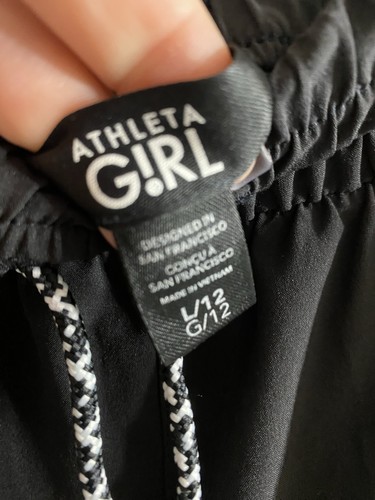 ATHLETA
G!RL
DESIGNED IN
SAN FRANCISCO
CONÇU À
SAN FRANCISCO
MADE IN VIETNAM
L/12
G/12